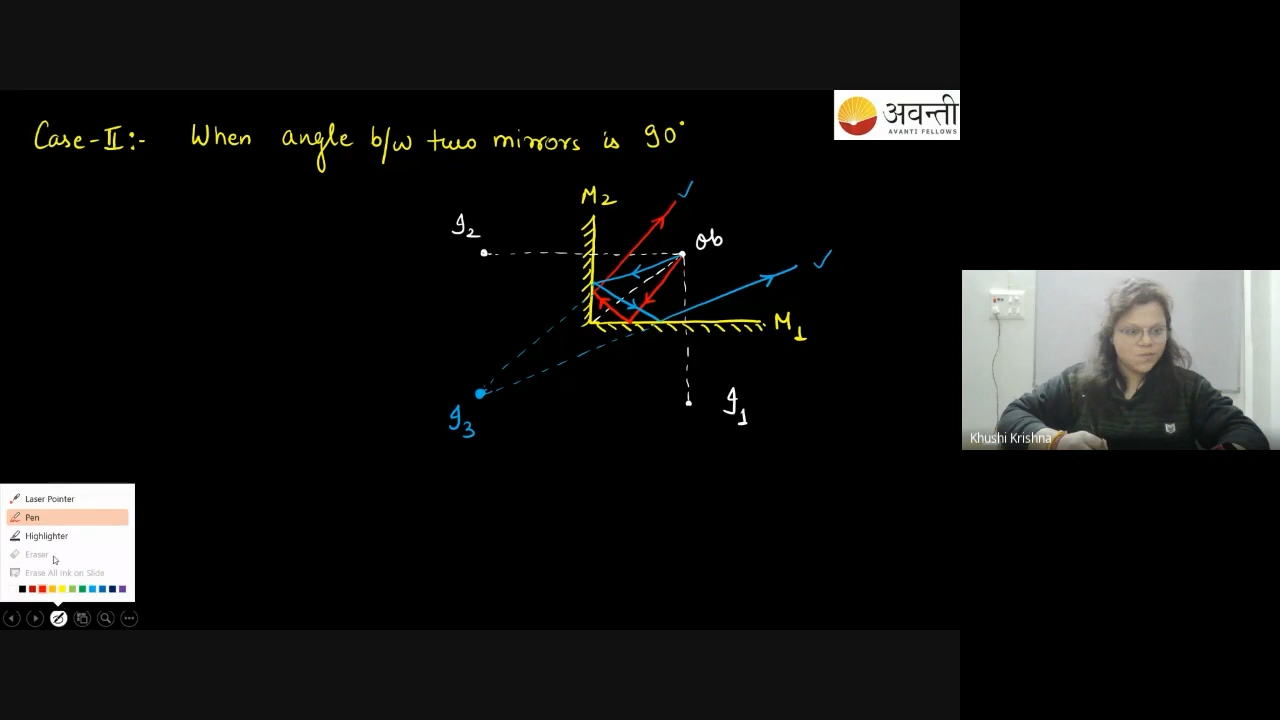 Case-II:- When angle b/w two mirrors is 90°
अवन्ती
AVANTI FELLOWS
M2
I2
Ob
M1
I3
I1
Khushi Krishna
Laser Pointer
Pen
Highlighter
Eraser
Erase All Ink on Slide